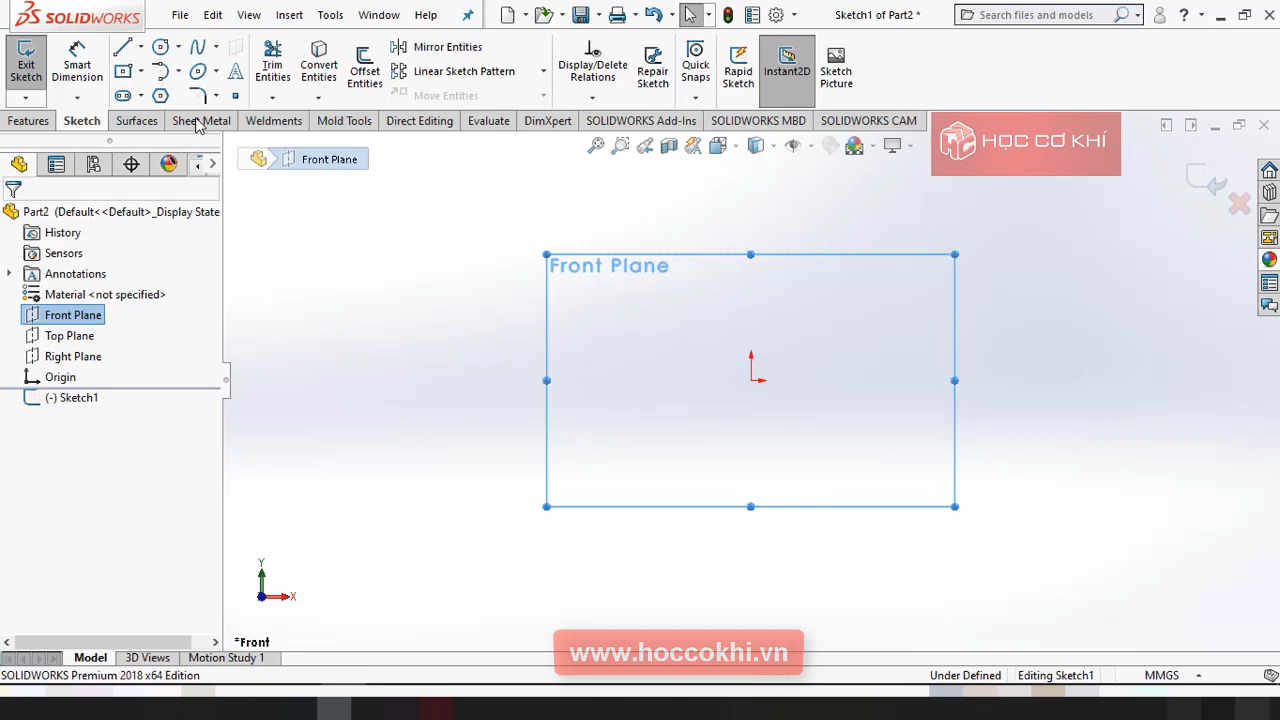 SOLIDWORKS
File Edit View Insert Tools Window Help
Sketch1 of Part2 *
Search files and models
Exit Sketch
Smart Dimension
Trim Entities
Convert Entities
Offset Entities
Mirror Entities
Linear Sketch Pattern
Move Entities
Display/Delete Relations
Repair Sketch
Quick Snaps
Rapid Sketch
Instant2D
Sketch Picture
Features Sketch Surfaces Sheet Metal Weldments Mold Tools Direct Editing Evaluate DimXpert SOLIDWORKS Add-Ins SOLIDWORKS MBD SOLIDWORKS CAM
HỌC CƠ KHÍ
Front Plane
Part2 (Default<<Default>_Display State
History
Sensors
Annotations
Material <not specified>
Front Plane
Top Plane
Right Plane
Origin
(-) Sketch1
Front Plane
Y
X
*Front
www.hoccokhi.vn
Model 3D Views Motion Study 1
SOLIDWORKS Premium 2018 x64 Edition
Under Defined Editing Sketch1 MMGS